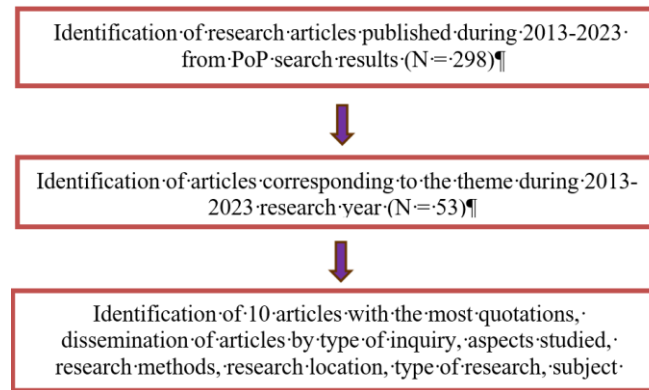 Identification·of·research·articles·published·during·2013-2023·
from·PoP·search·results·(N·=·298)¶
Identification·of·articles·corresponding·to·the·theme·during·2013-
2023·research·year·(N·=·53)¶
Identification·of·10·articles·with·the·most·quotations,·
dissemination·of·articles·by·type·of·inquiry,·aspects·studied,·
research·methods,·research·location,·type·of·research,·subject·